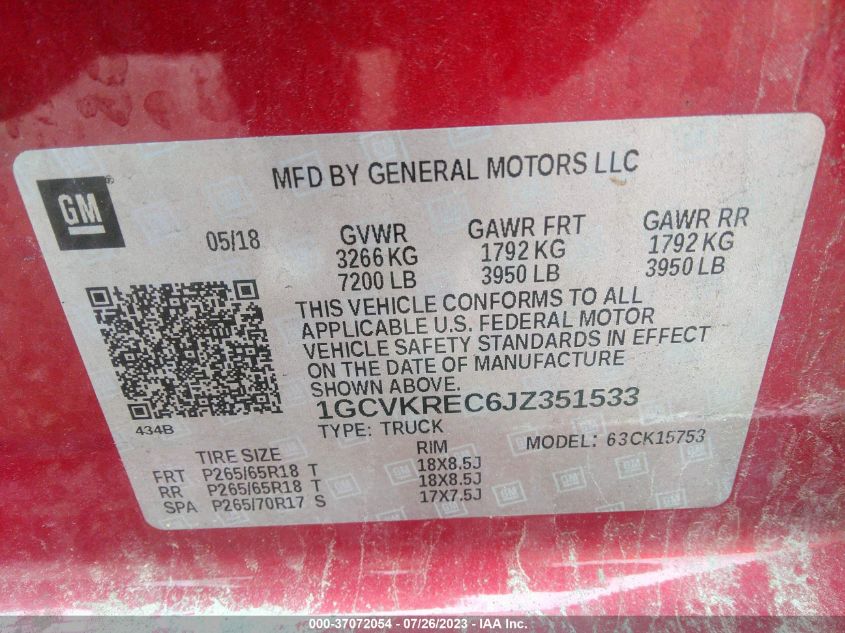 MFD BY GENERAL MOTORS LLC
GM
05/18
GVWR
3266 KG
7200 LB
GAWR FRT
1792 KG
3950 LB
GAWR RR
1792 KG
3950 LB
THIS VEHICLE CONFORMS TO ALL
APPLICABLE U.S. FEDERAL MOTOR
VEHICLE SAFETY STANDARDS IN EFFECT
ON THE DATE OF MANUFACTURE
SHOWN ABOVE.
1GCVKREC6JZ351533
434B
TYPE: TRUCK
MODEL: 63CK15753
TIRE SIZE RIM
FRT P265/65R18 T 18X8.5J
RR P265/65R18 T 18X8.5J
SPA P265/70R17 S 17X7.5J
000-37072054 - 07/26/2023 - IAA Inc.